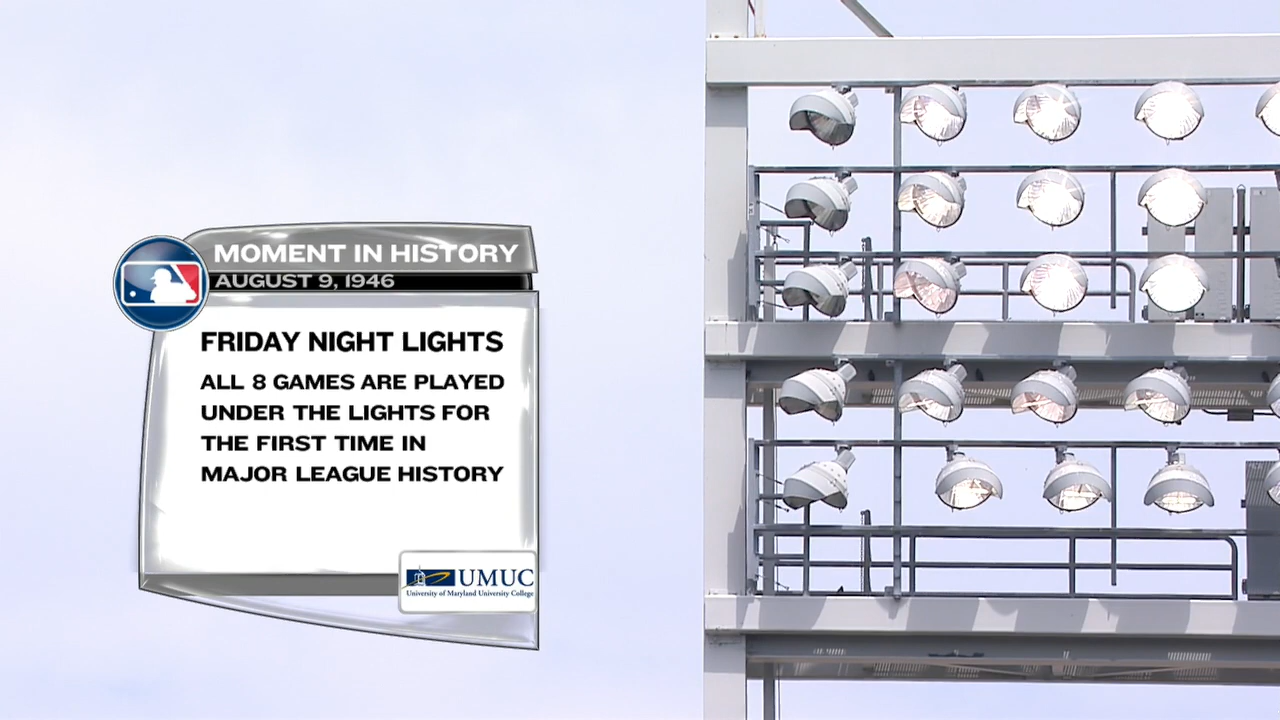 MOMENT IN HISTORY
AUGUST 9, 1946
FRIDAY NIGHT LIGHTS
ALL 8 GAMES ARE PLAYED
UNDER THE LIGHTS FOR
THE FIRST TIME IN
MAJOR LEAGUE HISTORY
UMUC
University of Maryland University College